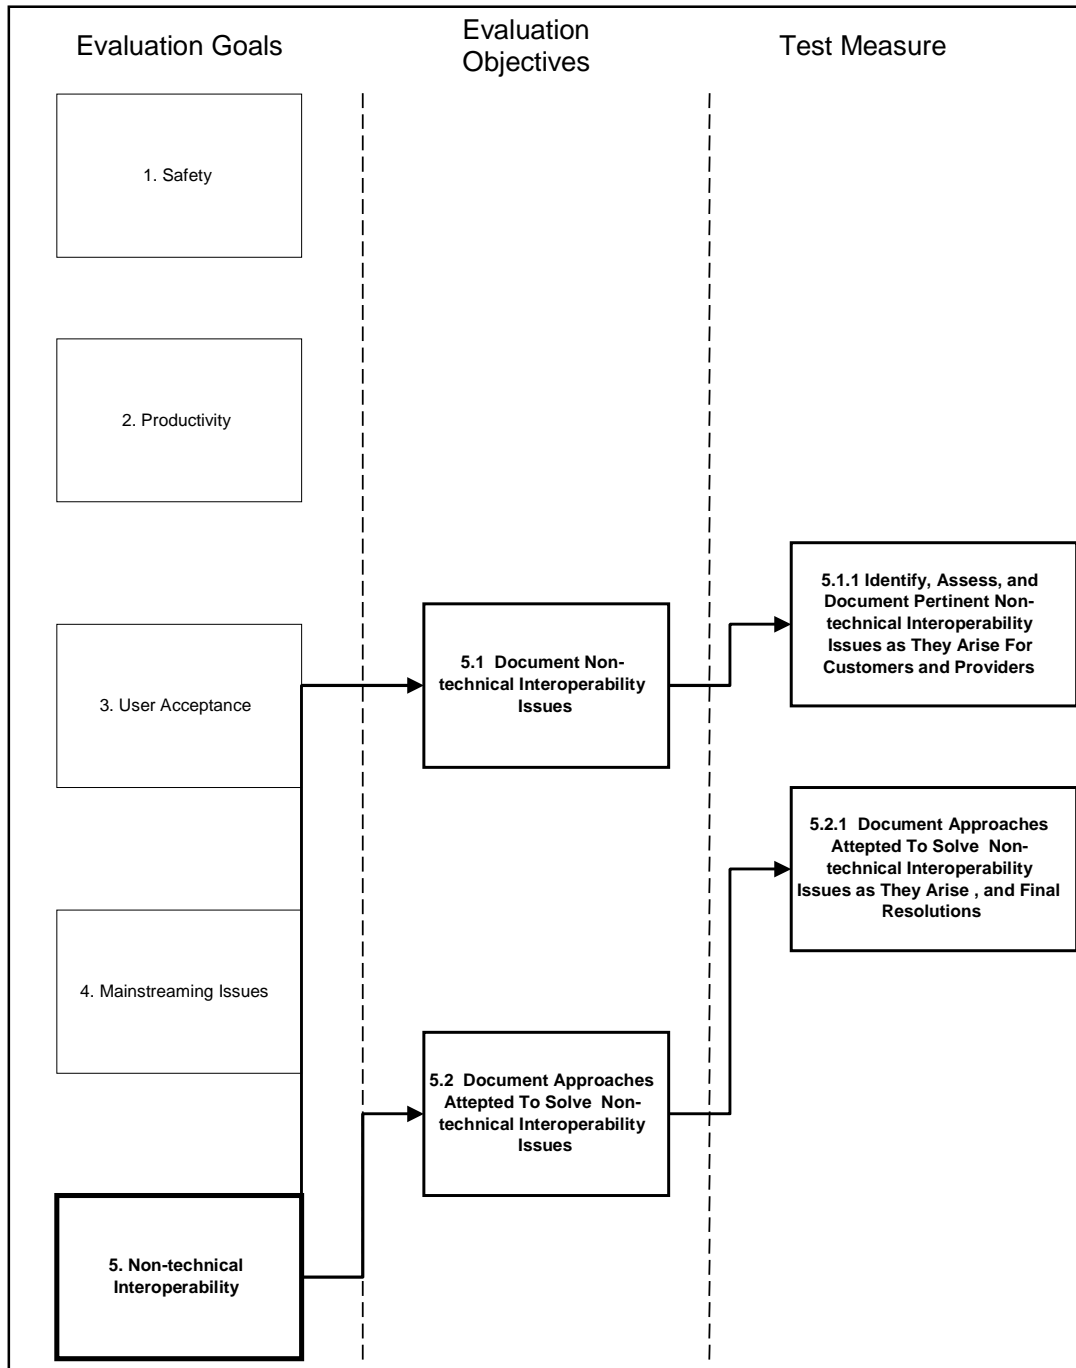 Evaluation Goals
Evaluation
Objectives
Test Measure
1. Safety
2. Productivity
3. User Acceptance
4. Mainstreaming Issues
5. Non-technical
Interoperability
5.1 Document Non-
technical Interoperability
Issues
5.2 Document Approaches
Attepted To Solve Non-
technical Interoperability
Issues
5.1.1 Identify, Assess, and
Document Pertinent Non-
technical Interoperability
Issues as They Arise For
Customers and Providers
5.2.1 Document Approaches
Attepted To Solve Non-
technical Interoperability
Issues as They Arise , and Final
Resolutions